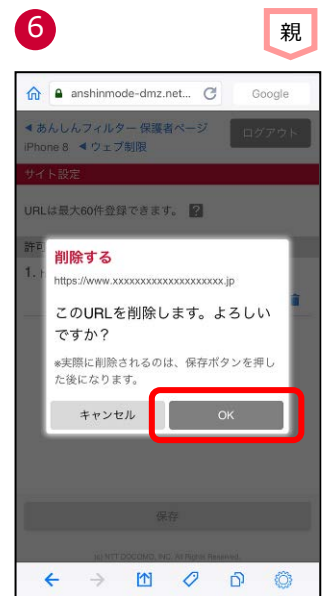 6
親
anshinmode-dmz.net...
Google
◀ あんしんフィルター 保護者ページ
ログアウト
iPhone 8 ◀ ウェブ制限
サイト設定
URLは最大60件登録できます。 ?
許可
1. h
削除する
https://www.xxxxxxxxxxxxxxxxxxxx.jp
このURLを削除します。よろしい
ですか？
※実際に削除されるのは、保存ボタンを押し
た後になります。
キャンセル
OK
保存
(c) NTT DOCOMO, INC. All Rights Reserved.